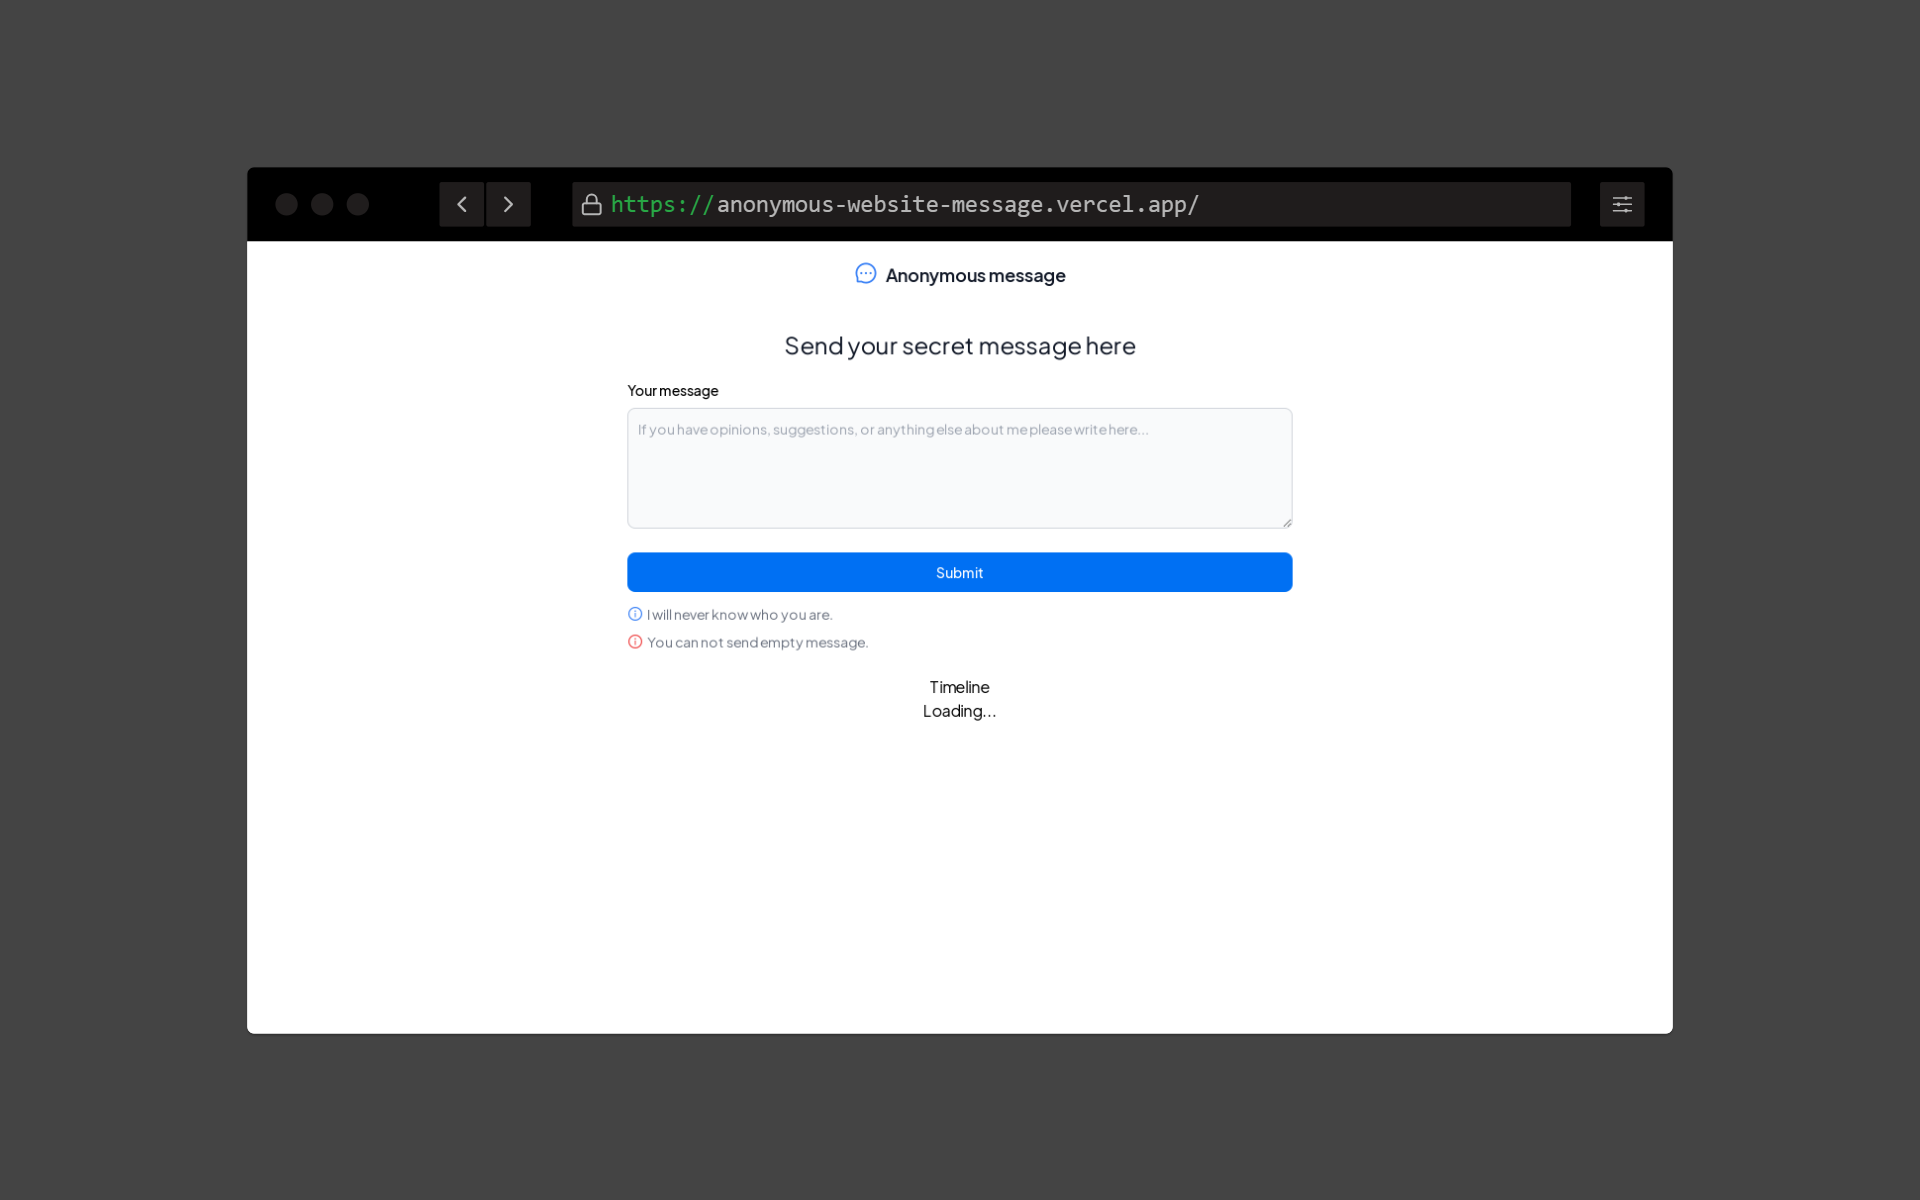 https://anonymous-website-message.vercel.app/
Anonymous message
Send your secret message here
Your message
If you have opinions, suggestions, or anything else about me please write here...
Submit
I will never know who you are.
You can not send empty message.
Timeline
Loading...